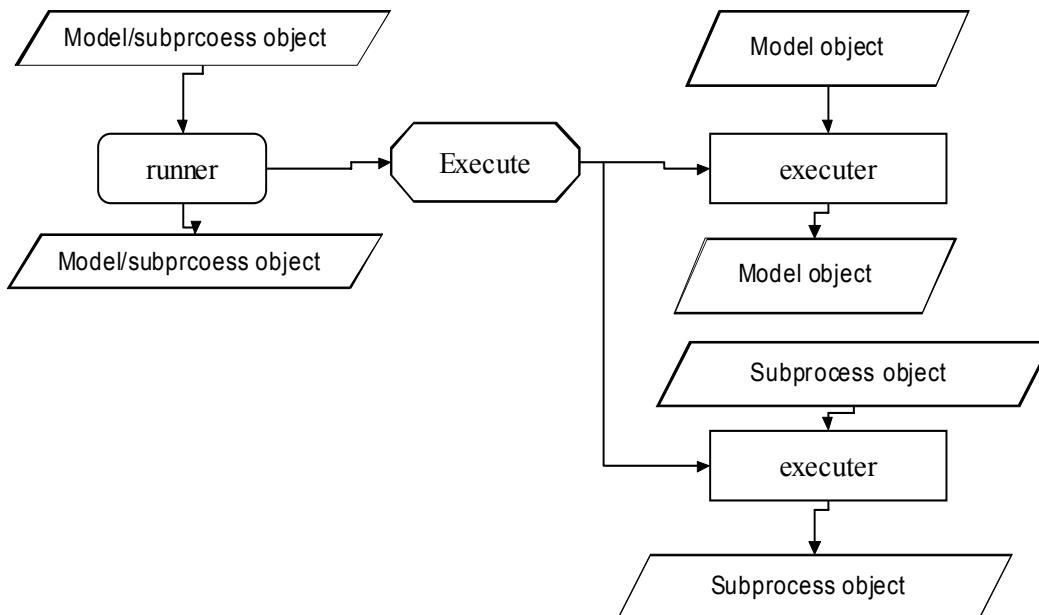 Model/subprcoess object
runner
Model/subprcoess object
Execute
Model object
executer
Model object
Subprocess object
executer
Subprocess object